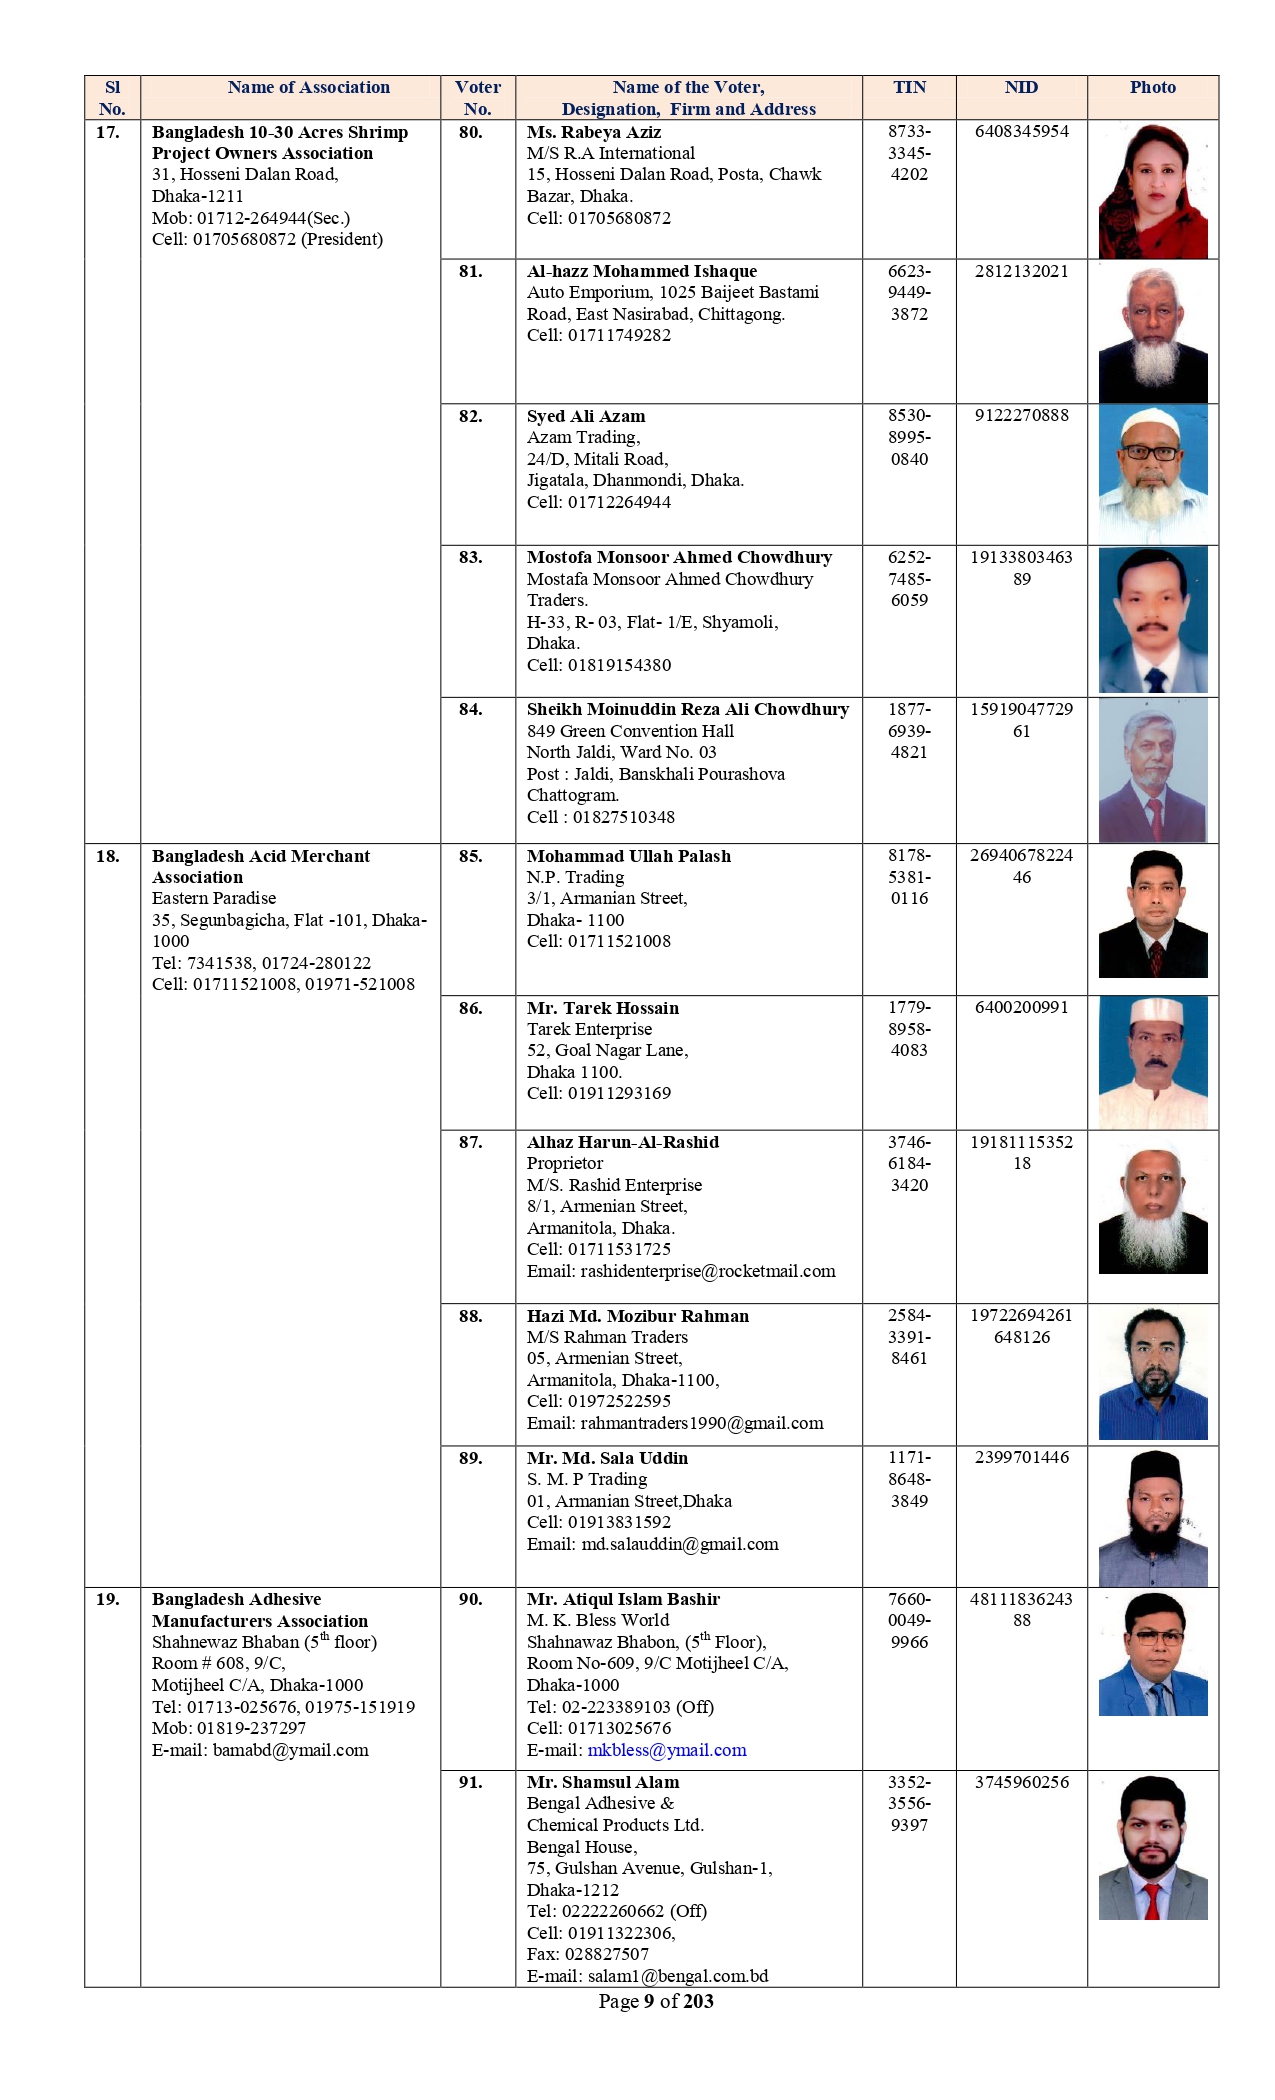 Sl No.
Name of Association
Voter No.
Name of the Voter,
Designation, Firm and Address
TIN
NID
Photo
17.
Bangladesh 10-30 Acres Shrimp
Project Owners Association
31, Hosseni Dalan Road,
Dhaka-1211
Mob: 01712-264944(Sec.)
Cell: 01705680872 (President)
80.
Ms. Rabeya Aziz
M/S R.A International
15, Hosseni Dalan Road, Posta, Chawk
Bazar, Dhaka.
Cell: 01705680872
8733-
3345-
4202
6408345954
81.
Al-hazz Mohammed Ishaque
Auto Emporium, 1025 Baijeet Bastami
Road, East Nasirabad, Chittagong.
Cell: 01711749282
6623-
9449-
3872
2812132021
82.
Syed Ali Azam
Azam Trading,
24/D, Mitali Road,
Jigatala, Dhanmondi, Dhaka.
Cell: 01712264944
8530-
8995-
0840
9122270888
83.
Mostofa Monsoor Ahmed Chowdhury
Mostafa Monsoor Ahmed Chowdhury
Traders.
H-33, R- 03, Flat- 1/E, Shyamoli,
Dhaka.
Cell: 01819154380
6252-
7485-
6059
19133803463
89
84.
Sheikh Moinuddin Reza Ali Chowdhury
849 Green Convention Hall
North Jaldi, Ward No. 03
Post : Jaldi, Banskhali Pourashova
Chattogram.
Cell : 01827510348
1877-
6939-
4821
15919047729
61
18.
Bangladesh Acid Merchant
Association
Eastern Paradise
35, Segunbagicha, Flat -101, Dhaka-
1000
Tel: 7341538, 01724-280122
Cell: 01711521008, 01971-521008
85.
Mohammad Ullah Palash
N.P. Trading
3/1, Armanian Street,
Dhaka- 1100
Cell: 01711521008
8178-
5381-
0116
26940678224
46
86.
Mr. Tarek Hossain
Tarek Enterprise
52, Goal Nagar Lane,
Dhaka 1100.
Cell: 01911293169
1779-
8958-
4083
6400200991
87.
Alhaz Harun-Al-Rashid
Proprietor
M/S. Rashid Enterprise
8/1, Armenian Street,
Armanitola, Dhaka.
Cell: 01711531725
Email: rashidenterprise@rocketmail.com
3746-
6184-
3420
19181115352
18
88.
Hazi Md. Mozibur Rahman
M/S Rahman Traders
05, Armenian Street,
Armanitola, Dhaka-1100,
Cell: 01972522595
Email: rahmantraders1990@gmail.com
2584-
3391-
8461
19722694261
648126
89.
Mr. Md. Sala Uddin
S. M. P Trading
01, Armanian Street,Dhaka
Cell: 01913831592
Email: md.salauddin@gmail.com
1171-
8648-
3849
2399701446
19.
Bangladesh Adhesive
Manufacturers Association
Shahnewaz Bhaban (5th floor)
Room # 608, 9/C,
Motijheel C/A, Dhaka-1000
Tel: 01713-025676, 01975-151919
Mob: 01819-237297
E-mail: bamabd@ymail.com
90.
Mr. Atiqul Islam Bashir
M. K. Bless World
Shahnawaz Bhabon, (5th Floor),
Room No-609, 9/C Motijheel C/A,
Dhaka-1000
Tel: 02-223389103 (Off)
Cell: 01713025676
E-mail: mkbless@ymail.com
7660-
0049-
9966
48111836243
88
91.
Mr. Shamsul Alam
Bengal Adhesive &
Chemical Products Ltd.
Bengal House,
75, Gulshan Avenue, Gulshan-1,
Dhaka-1212
Tel: 02222260662 (Off)
Cell: 01911322306,
Fax: 028827507
E-mail: salam1@bengal.com.bd
3352-
3556-
9397
3745960256
Page 9 of 203